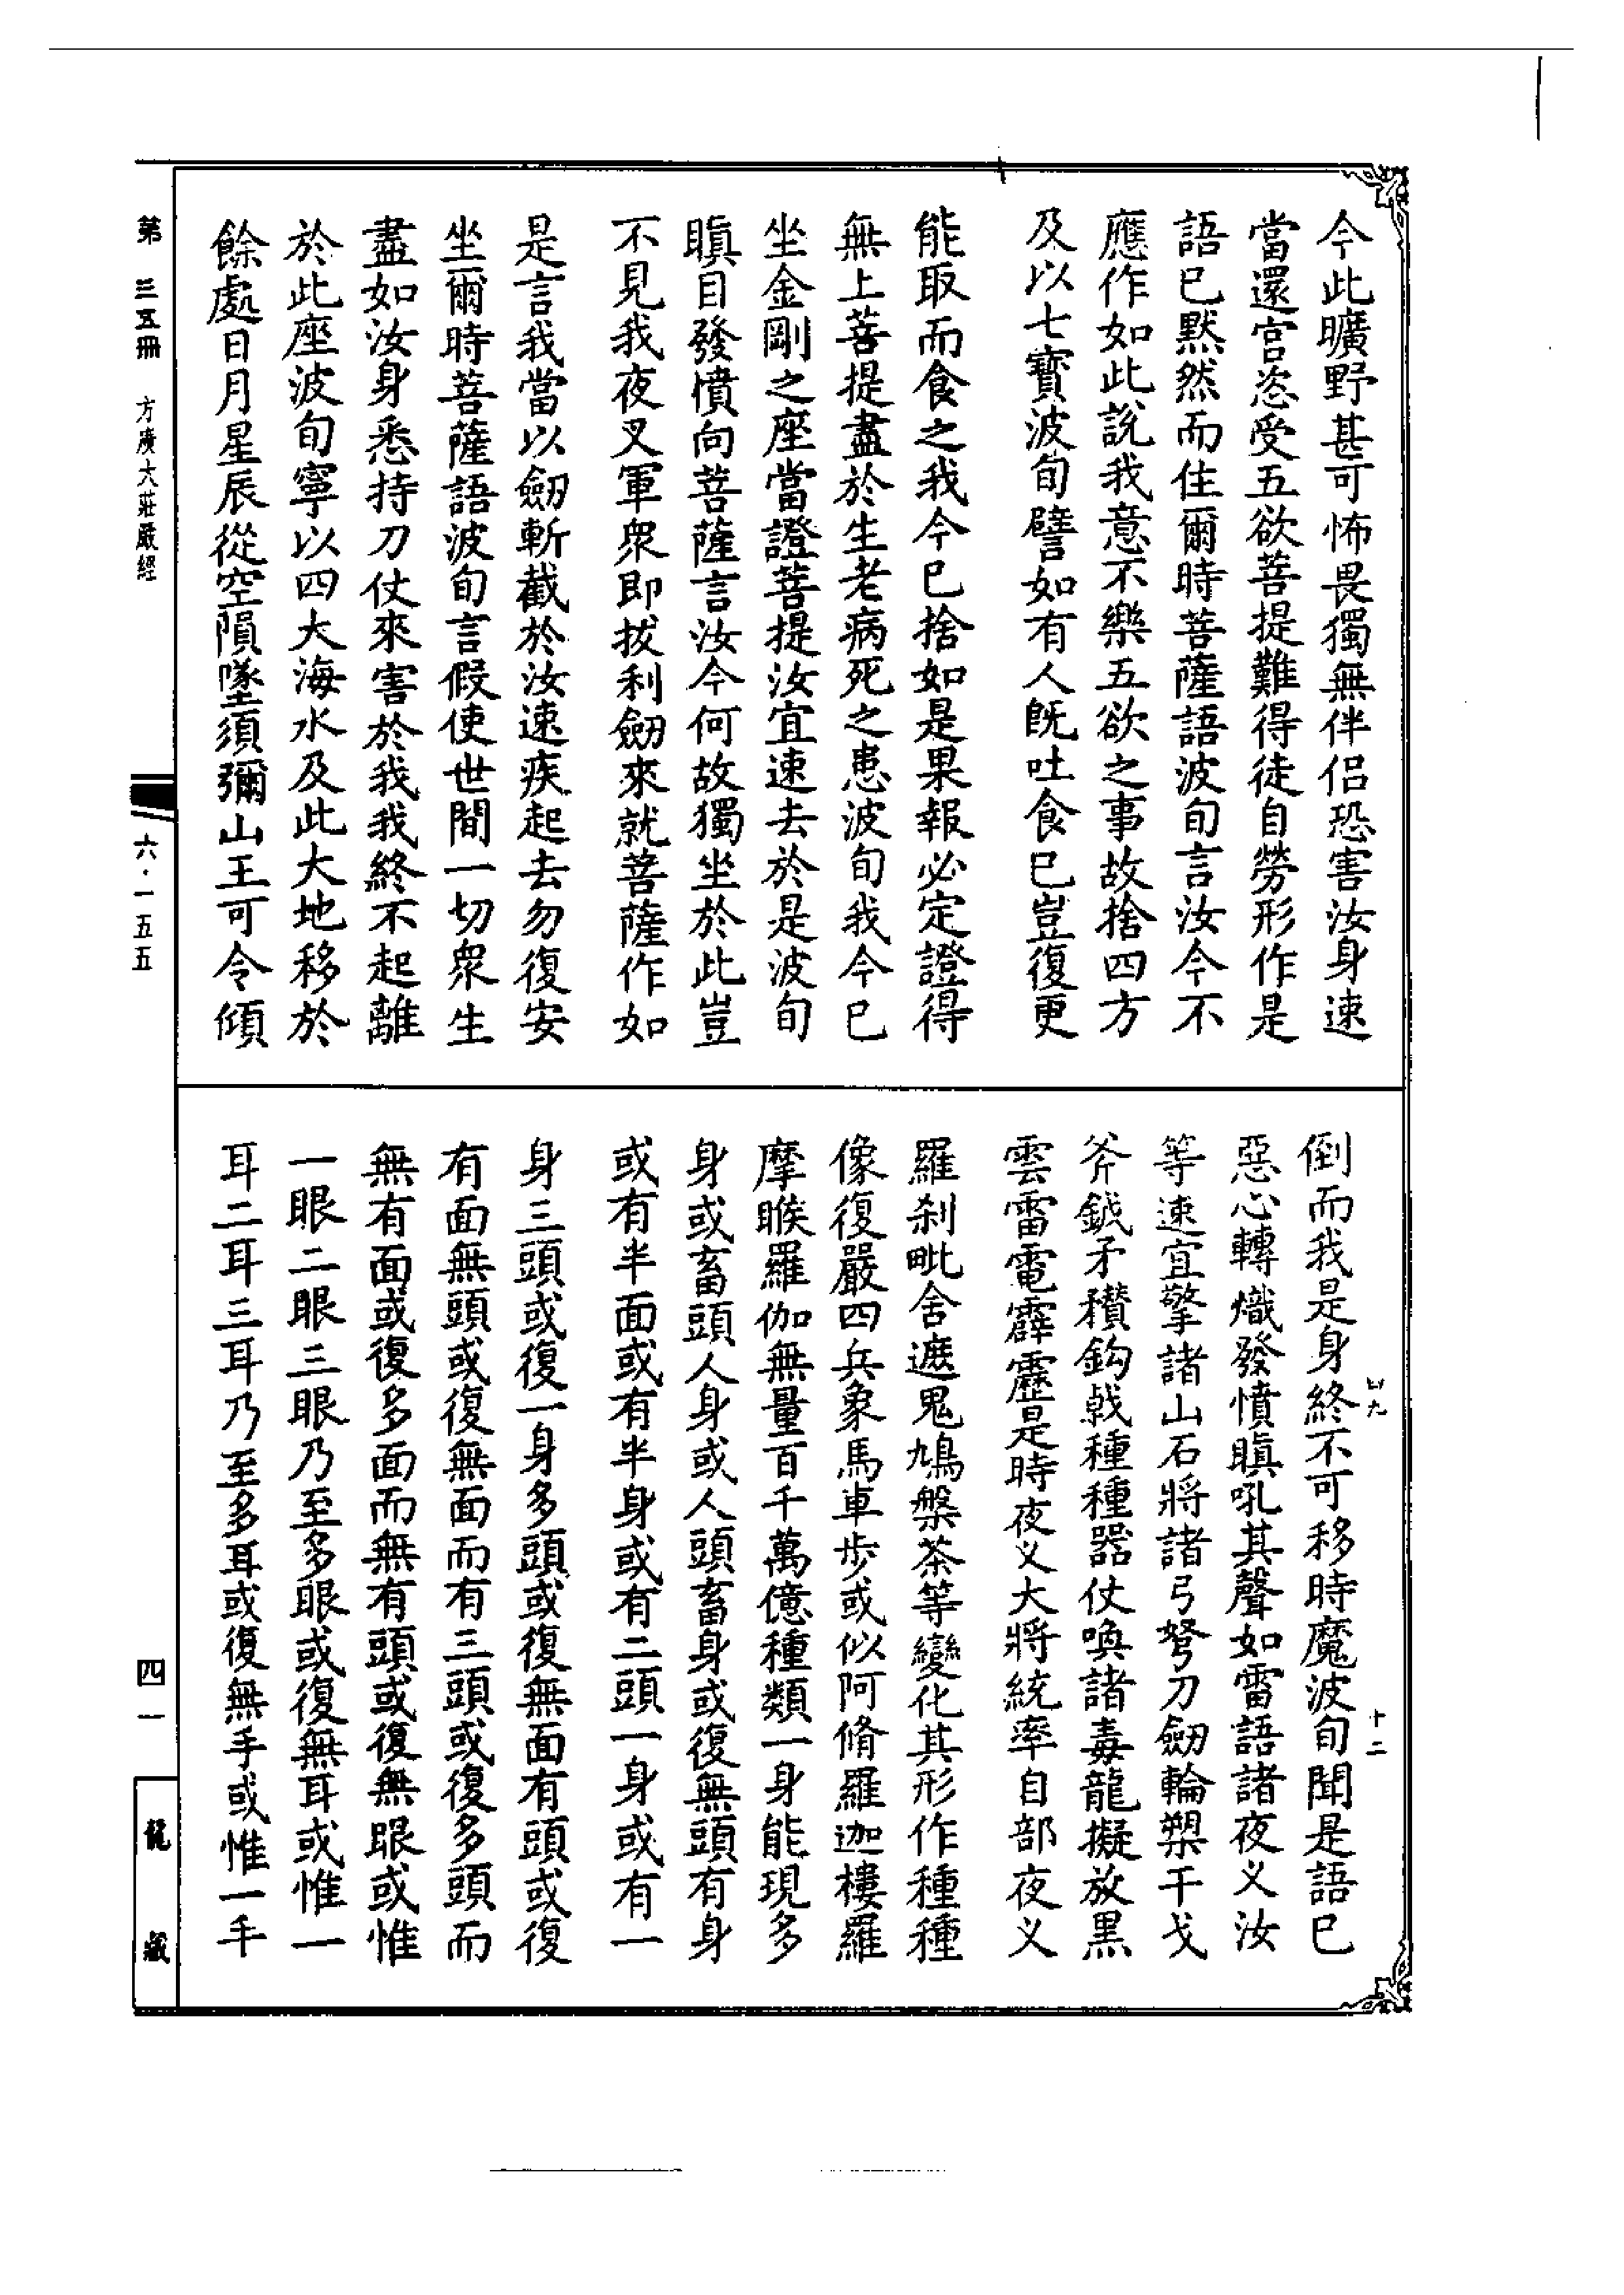 今此曠野甚可怖畏獨無伴侶恐害汝身速
當還宮恣受五欲菩提難得徒自勞形作是
語已默然而住爾時菩薩語波旬言汝今不
應作如此說我意不樂五欲之事故捨四方
及以七寶波旬譬如有人既吐食已豈復更
能取而食之我今已捨如是果報必定證得
無上菩提盡於生老病死之患波旬我今已
坐金剛之座當證菩提汝宜速去於是波旬
瞋目發憤向菩薩言汝今何故獨坐於此豈
不見我夜叉軍眾即拔利劒來就菩薩作如
是言我當以劒斬截於汝速疾起去勿復安
坐爾時菩薩語波旬言假使世間一切眾生
盡如汝身悉持刀仗來害於我我終不起離
於此座波旬寧以四大海水及此大地移於
餘處日月星辰從空隕墜須彌山王可令傾
倒而我是身終不可移時魔波旬聞是語已
惡心轉熾發憤瞋吼其聲如雷語諸夜叉汝
等速宜擎諸山石將諸弓弩刀劒輪槊干戈
斧鉞矛䂎鈎戟種種器仗喚諸毒龍擬放黑
雲雷電霹靂是時夜叉大將統率自部夜叉
羅剎毗舍遮鬼鳩槃茶等變化其形作種種
像復嚴四兵象馬車步或似阿脩羅迦樓羅
摩睺羅伽無量百千萬億種類一身能現多
身或畜頭人身或人頭畜身或復無頭有身
或有半面或有半身或有二頭一身或有一
身三頭或復一身多頭或復無面有頭或復
有面無頭或復無面而有三頭或復多頭而
無有面或復多面而無有頭或復無眼或惟
一眼二眼三眼乃至多眼或復無耳或惟一
耳二耳三耳乃至多耳或復無手或惟一手
十二
第三五冊 方廣大莊嚴經
六·一五五
四一
龍藏